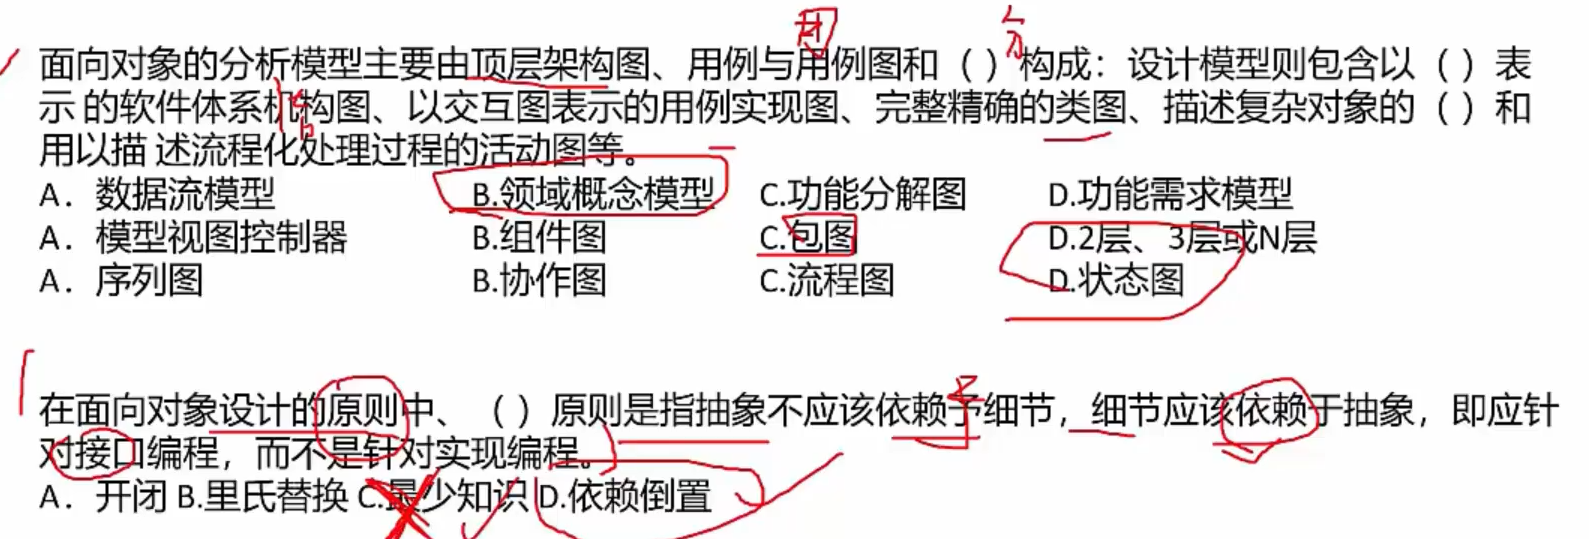 面向对象的分析模型主要由顶层架构图、用例与用例图和（ ）构成：设计模型则包含以（ ）表
示 的软件体系机构图、以交互图表示的用例实现图、完整精确的类图、描述复杂对象的（ ）和
用以描 述流程化处理过程的活动图等。
A．数据流模型 B.领域概念模型 C.功能分解图 D.功能需求模型
A．模型视图控制器 B.组件图 C.包图 D.2层、3层或N层
A．序列图 B.协作图 C.流程图 D.状态图
在面向对象设计的原则中、（ ）原则是指抽象不应该依赖予细节，细节应该依赖于抽象，即应针
对接口编程，而不是针对实现编程。
A．开闭 B.里氏替换 C.最少知识 D.依赖倒置